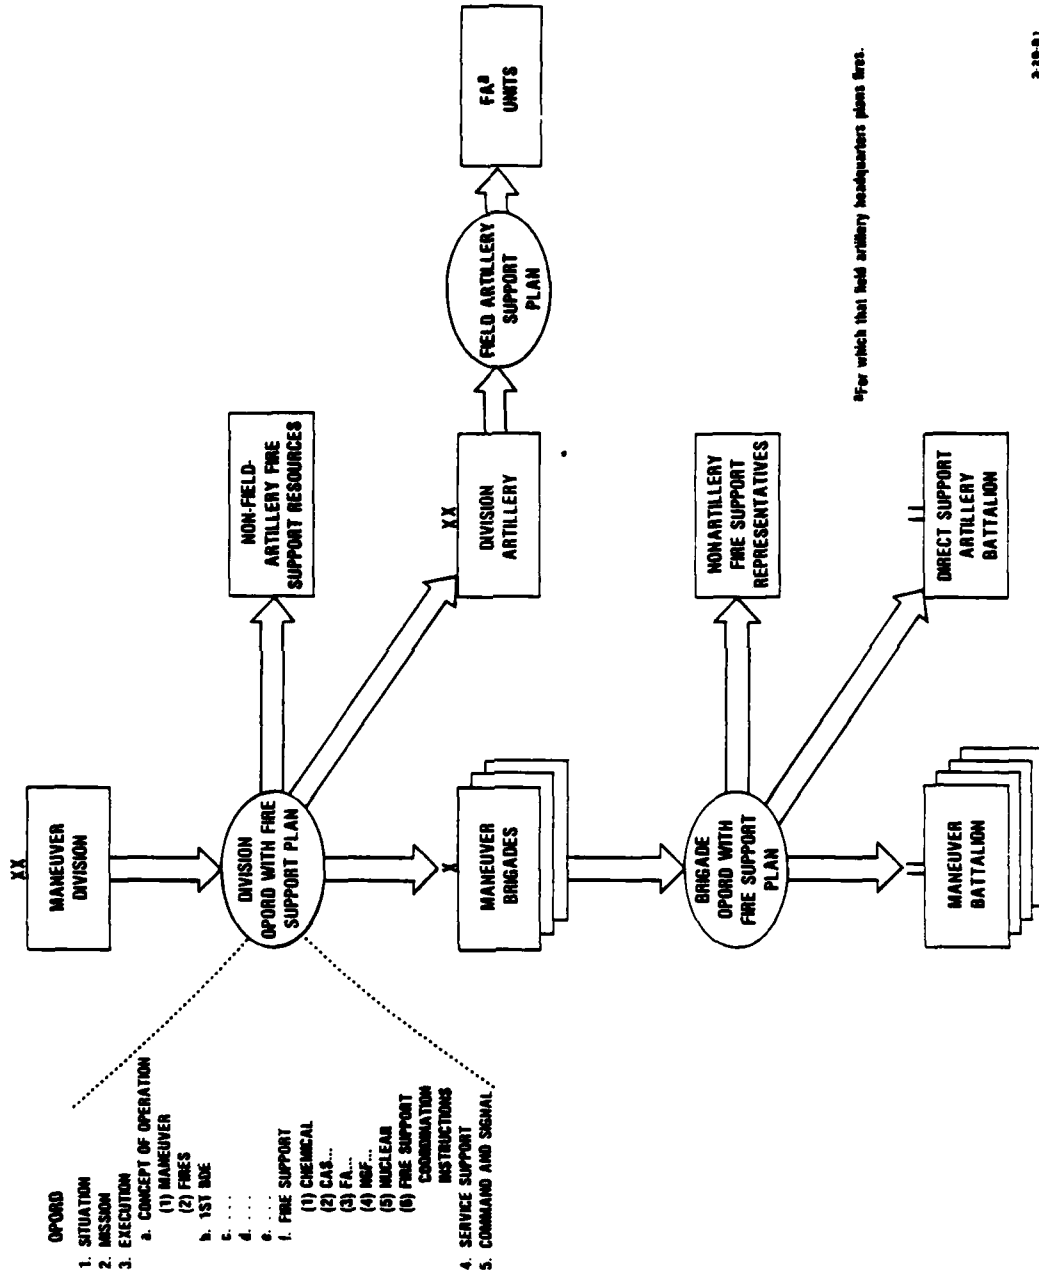 OPORD
1. SITUATION
2. MISSION
3. EXECUTION
a. CONCEPT OF OPERATION
(1) MANEUVER
(2) FIRES
b. 1ST BDE
c. ....
d. ....
e. ....
f. FIRE SUPPORT
(1) CHEMICAL
(2) CAS...
(3) FA...
(4) NGF...
(5) NUCLEAR
(6) FIRE SUPPORT
COORDINATION
INSTRUCTIONS
4. SERVICE SUPPORT
5. COMMAND AND SIGNAL
XX
MANEUVER
DIVISION
DIVISION
OPORD WITH FIRE
SUPPORT PLAN
NON-FIELD-
ARTILLERY FIRE
SUPPORT RESOURCES
X
MANEUVER
BRIGADES
XX
DIVISION
ARTILLERY
FIELD ARTILLERY
SUPPORT
PLAN
FAᵃ
UNITS
BRIGADE
OPORD WITH
FIRE SUPPORT
PLAN
NONARTILLERY
FIRE SUPPORT
REPRESENTATIVES
II
MANEUVER
BATTALION
II
DIRECT SUPPORT
ARTILLERY
BATTALION
ᵃFor which that field artillery headquarters plans fires.